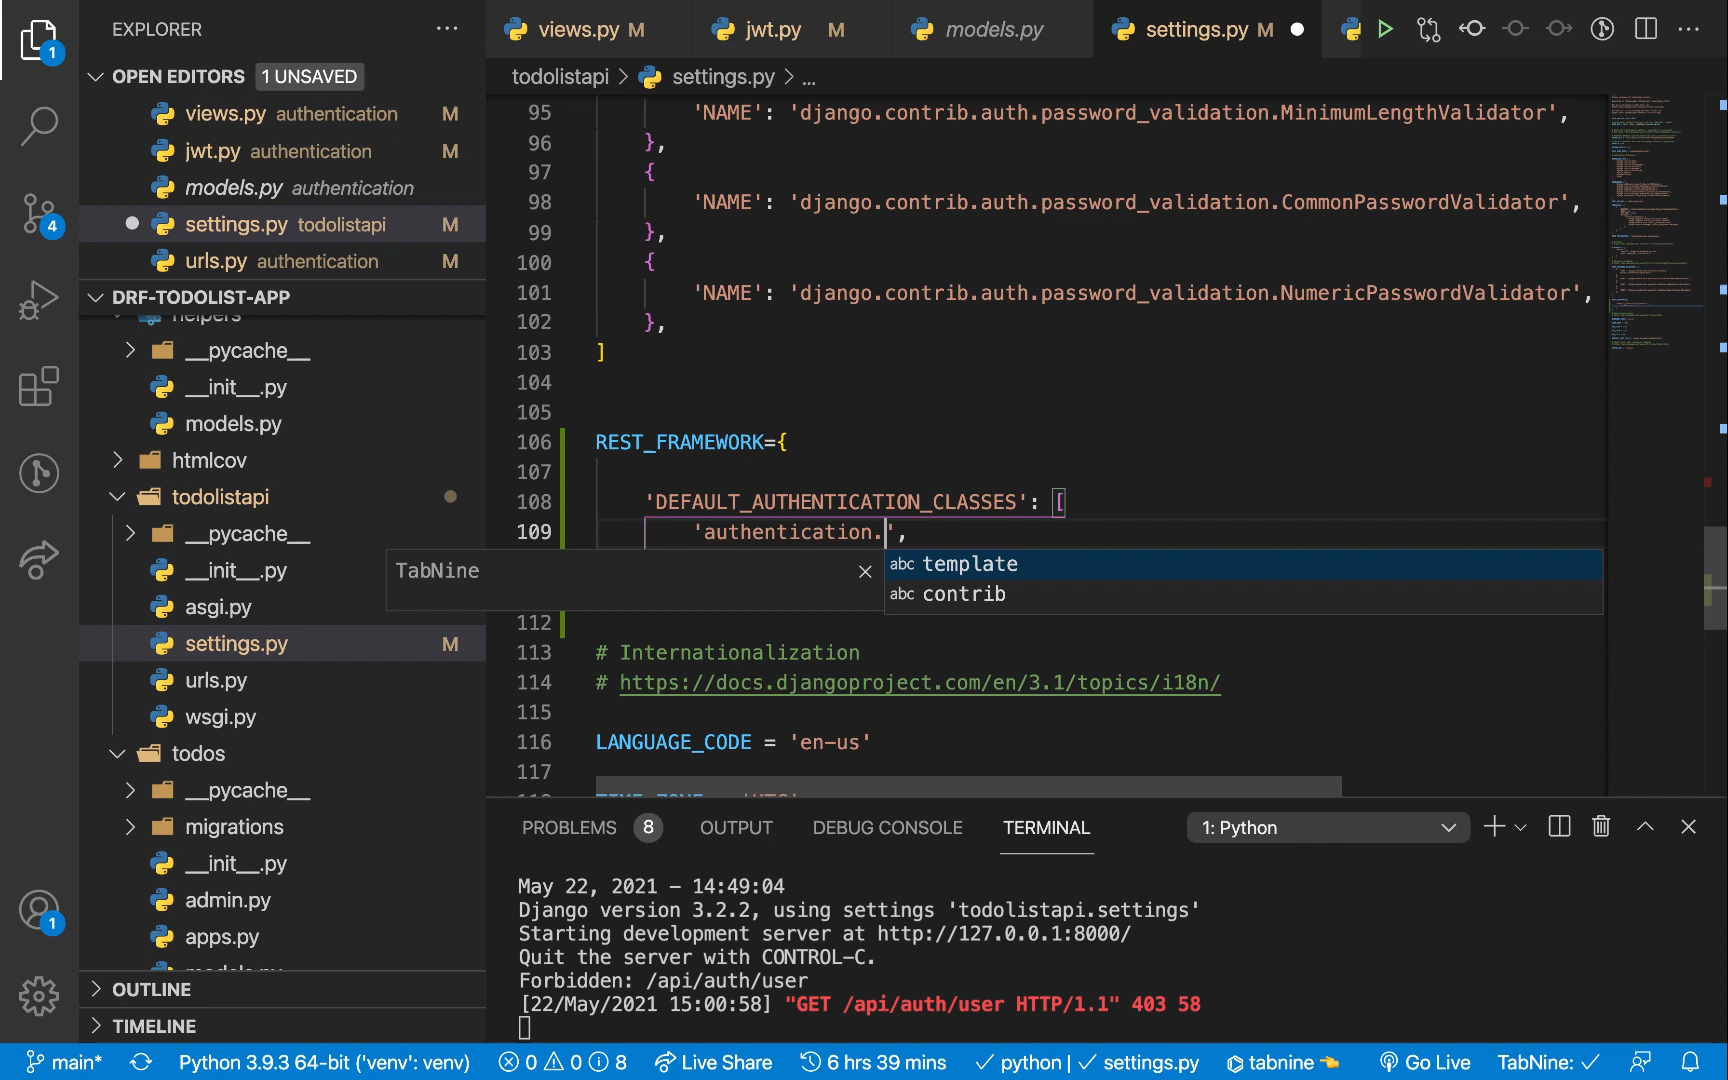 EXPLORER
OPEN EDITORS 1 UNSAVED
views.py authentication M
jwt.py authentication M
models.py authentication
settings.py todolistapi M
urls.py authentication M
DRF-TODOLIST-APP
helpers
__pycache__
__init__.py
models.py
htmlcov
todolistapi
__pycache__
__init__.py
asgi.py
settings.py M
urls.py
wsgi.py
todos
__pycache__
migrations
__init__.py
admin.py
apps.py
models.py
OUTLINE
TIMELINE
1
4
1
views.py M
jwt.py M
models.py
settings.py M
todolistapi > settings.py > ...
95 'NAME': 'django.contrib.auth.password_validation.MinimumLengthValidator',
96 },
97 {
98 'NAME': 'django.contrib.auth.password_validation.CommonPasswordValidator',
99 },
100 {
101 'NAME': 'django.contrib.auth.password_validation.NumericPasswordValidator',
102 },
103 ]
104
105
106 REST_FRAMEWORK={
107
108 'DEFAULT_AUTHENTICATION_CLASSES': [
109 'authentication.',
TabNine
abc template
abc contrib
112
113 # Internationalization
114 # https://docs.djangoproject.com/en/3.1/topics/i18n/
115
116 LANGUAGE_CODE = 'en-us'
117
PROBLEMS 8 OUTPUT DEBUG CONSOLE TERMINAL 1: Python
May 22, 2021 – 14:49:04
Django version 3.2.2, using settings 'todolistapi.settings'
Starting development server at http://127.0.0.1:8000/
Quit the server with CONTROL-C.
Forbidden: /api/auth/user
[22/May/2021 15:00:58] "GET /api/auth/user HTTP/1.1" 403 58
main* Python 3.9.3 64-bit ('venv': venv) 0 0 8 Live Share 6 hrs 39 mins python | settings.py tabnine Go Live TabNine: